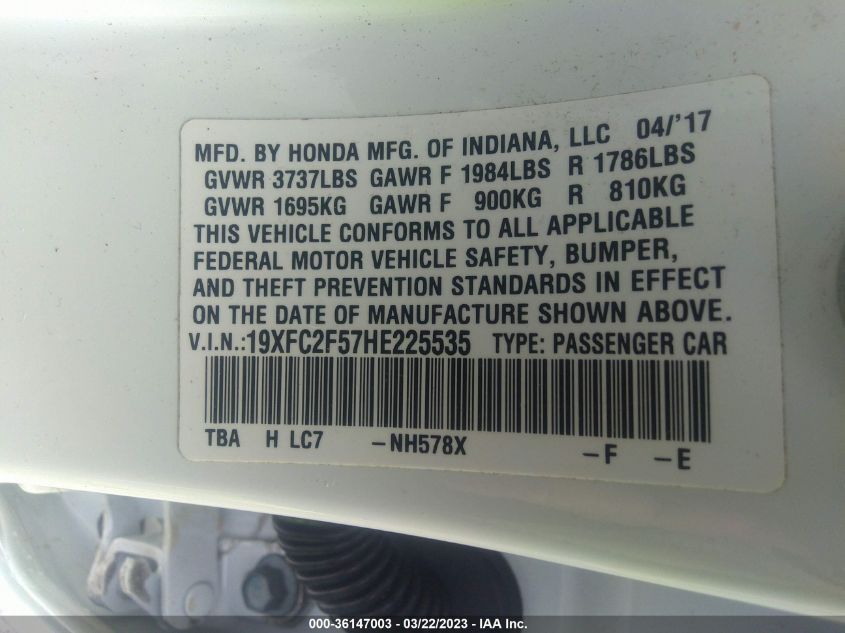 MFD. BY HONDA MFG. OF INDIANA, LLC 04/'17
GVWR 3737LBS GAWR F 1984LBS R 1786LBS
GVWR 1695KG GAWR F 900KG R 810KG
THIS VEHICLE CONFORMS TO ALL APPLICABLE
FEDERAL MOTOR VEHICLE SAFETY, BUMPER,
AND THEFT PREVENTION STANDARDS IN EFFECT
ON THE DATE OF MANUFACTURE SHOWN ABOVE.
V.I.N.:19XFC2F57HE225535 TYPE: PASSENGER CAR
TBA H LC7 –NH578X –F –E
000-36147003 - 03/22/2023 - IAA Inc.